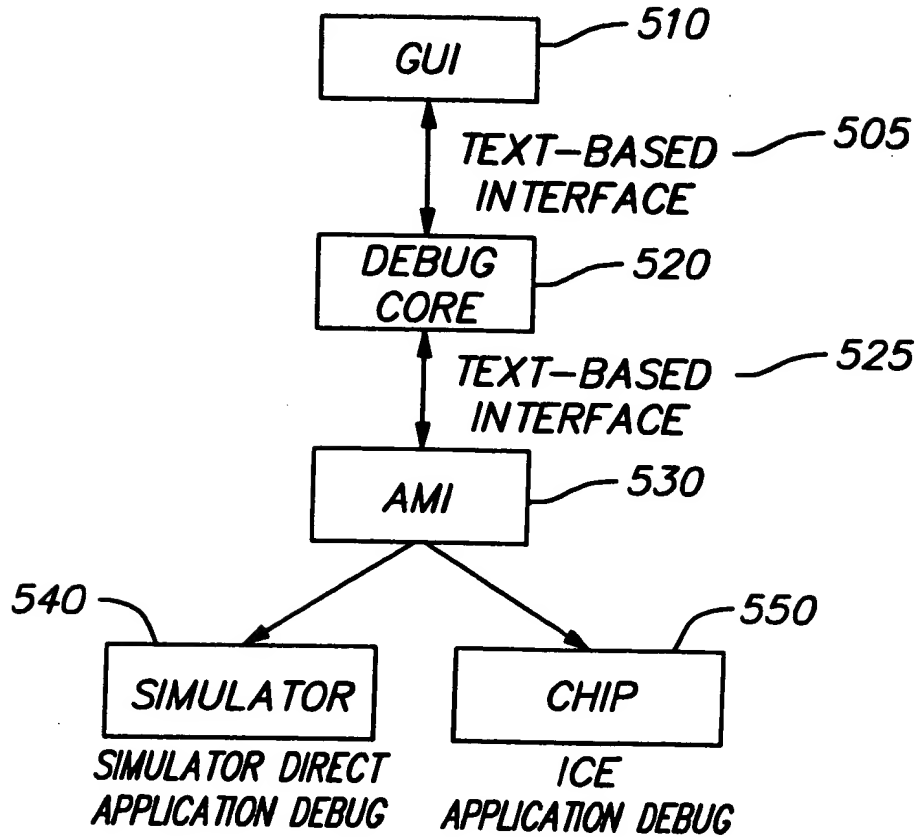 510
GUI
TEXT-BASED
INTERFACE
505
DEBUG
CORE
520
TEXT-BASED
INTERFACE
525
AMI
530
540
550
SIMULATOR
CHIP
SIMULATOR DIRECT
APPLICATION DEBUG
ICE
APPLICATION DEBUG